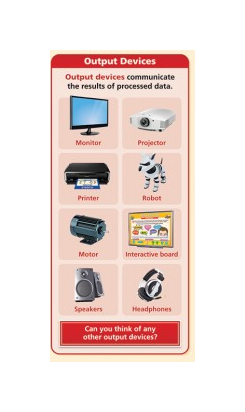 Output Devices
Output devices communicate
the results of processed data.
Monitor
Projector
Printer
Robot
Motor
Interactive board
Speakers
Headphones
Can you think of any
other output devices?